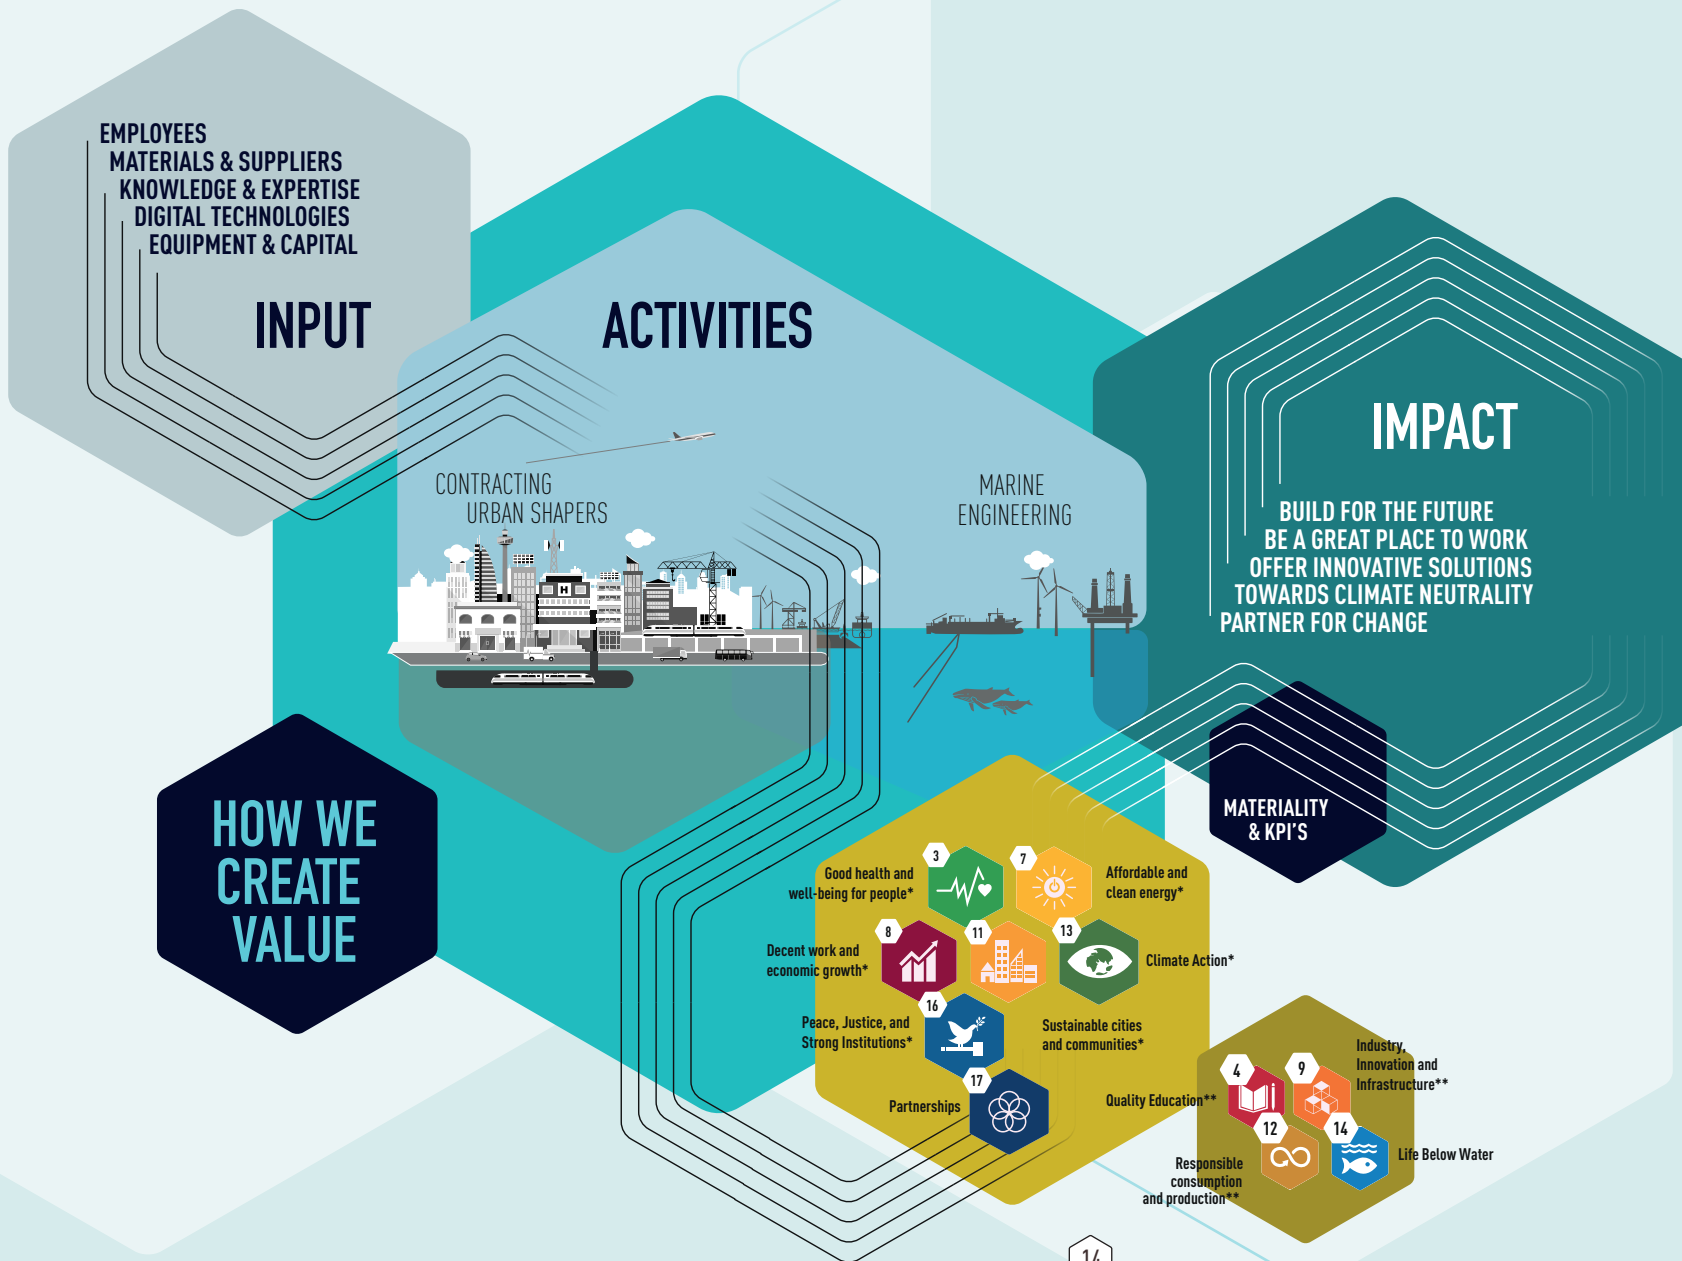 EMPLOYEES
MATERIALS & SUPPLIERS
KNOWLEDGE & EXPERTISE
DIGITAL TECHNOLOGIES
EQUIPMENT & CAPITAL
INPUT
ACTIVITIES
CONTRACTING
URBAN SHAPERS
H
MARINE
ENGINEERING
IMPACT
BUILD FOR THE FUTURE
BE A GREAT PLACE TO WORK
OFFER INNOVATIVE SOLUTIONS
TOWARDS CLIMATE NEUTRALITY
PARTNER FOR CHANGE
MATERIALITY
& KPI'S
HOW WE
CREATE
VALUE
3
Good health and
well-being for people*
7
Affordable and
clean energy*
8
Decent work and
economic growth*
11
Sustainable cities
and communities*
13
Climate Action*
16
Peace, Justice, and
Strong Institutions*
17
Partnerships
4
Quality Education**
9
Industry,
Innovation and
Infrastructure**
12
Responsible
consumption
and production**
14
Life Below Water
14